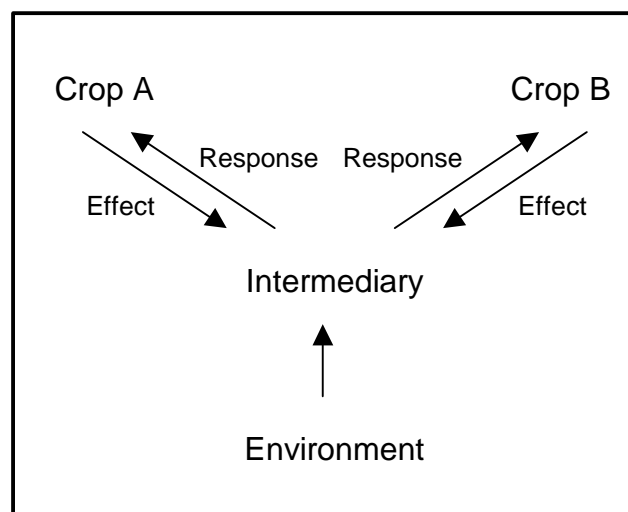 Crop A Crop B
Response Response
Effect Effect
Intermediary
Environment